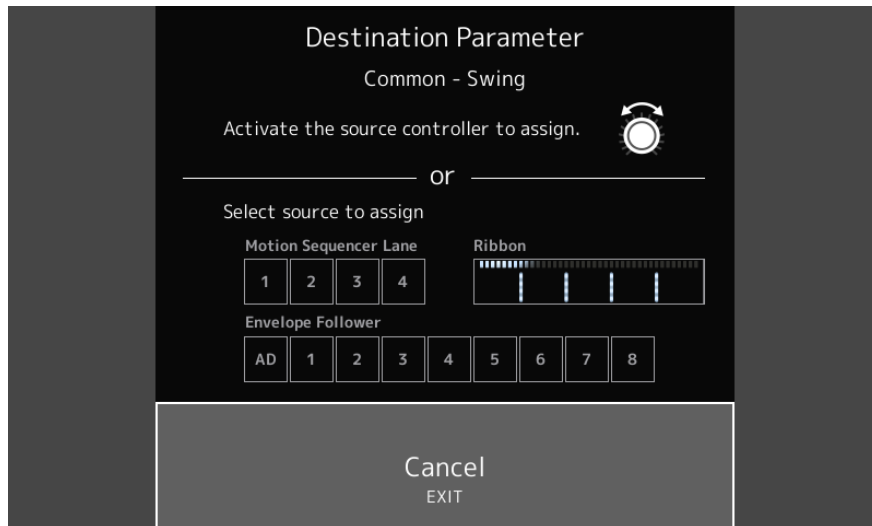 Destination Parameter
Common - Swing
Activate the source controller to assign.
or
Select source to assign
Motion Sequencer Lane Ribbon
1 2 3 4
Envelope Follower
AD 1 2 3 4 5 6 7 8
Cancel
EXIT